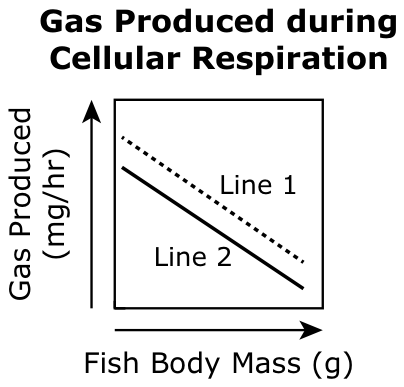 Gas Produced during
Cellular Respiration
Gas Produced
(mg/hr)
Line 1
Line 2
Fish Body Mass (g)